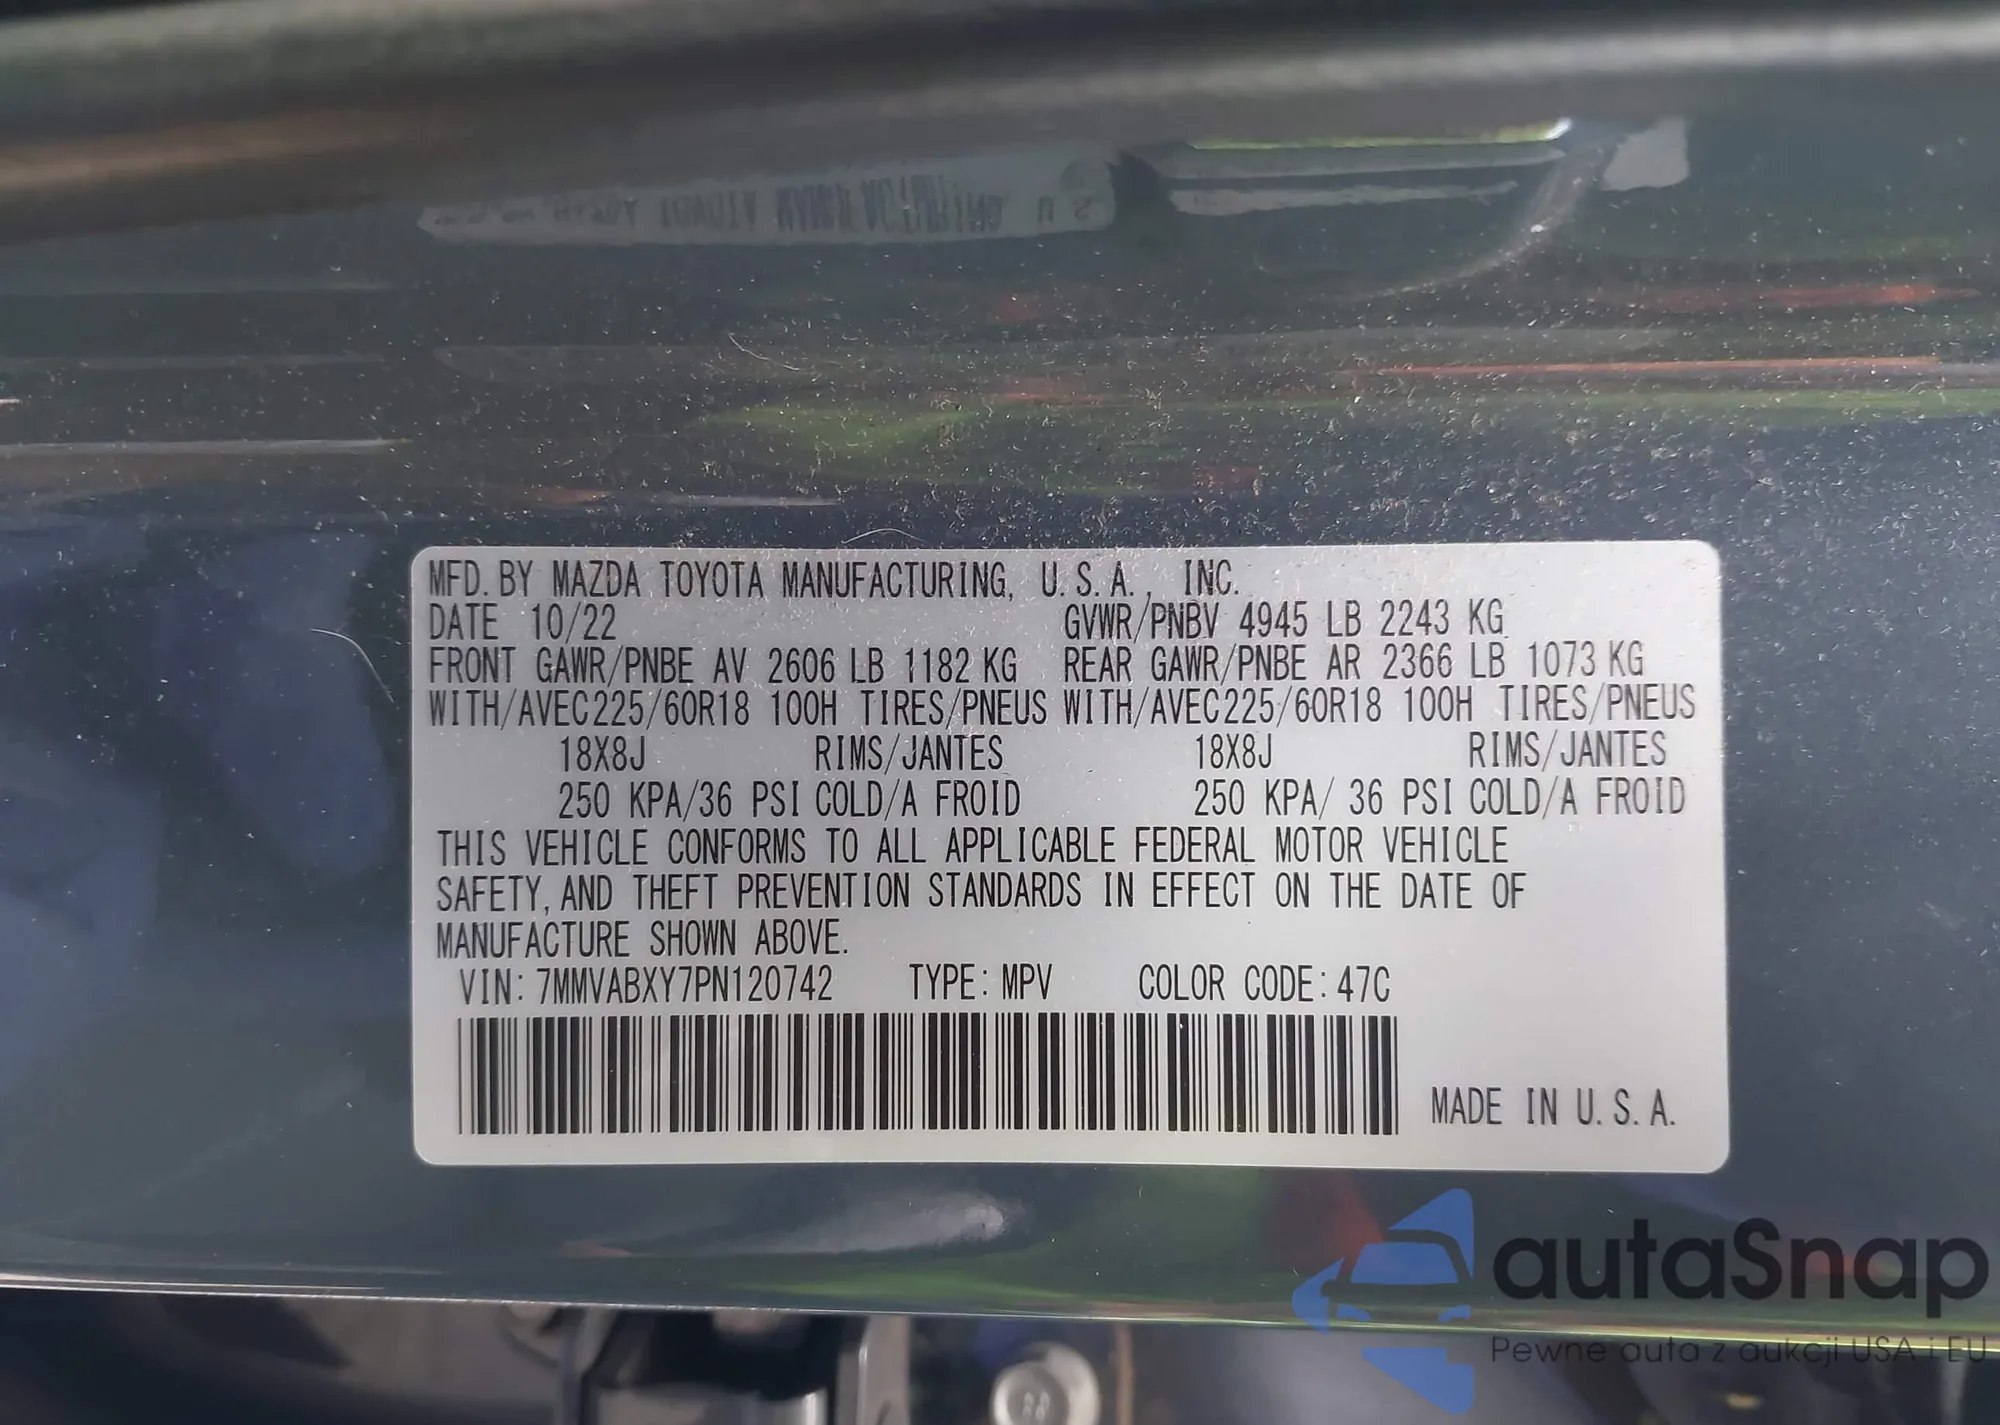 MFD. BY MAZDA TOYOTA MANUFACTURING, U.S.A., INC.
DATE 10/22 GVWR/PNBV 4945 LB 2243 KG
FRONT GAWR/PNBE AV 2606 LB 1182 KG REAR GAWR/PNBE AR 2366 LB 1073 KG
WITH/AVEC225/60R18 100H TIRES/PNEUS WITH/AVEC225/60R18 100H TIRES/PNEUS
18X8J RIMS/JANTES 18X8J RIMS/JANTES
250 KPA/36 PSI COLD/A FROID 250 KPA/ 36 PSI COLD/A FROID
THIS VEHICLE CONFORMS TO ALL APPLICABLE FEDERAL MOTOR VEHICLE
SAFETY, AND THEFT PREVENTION STANDARDS IN EFFECT ON THE DATE OF
MANUFACTURE SHOWN ABOVE.
VIN: 7MMVABXY7PN120742 TYPE: MPV COLOR CODE: 47C
MADE IN U.S.A.
autaSnap
Pewne auta z aukcji USA i EU